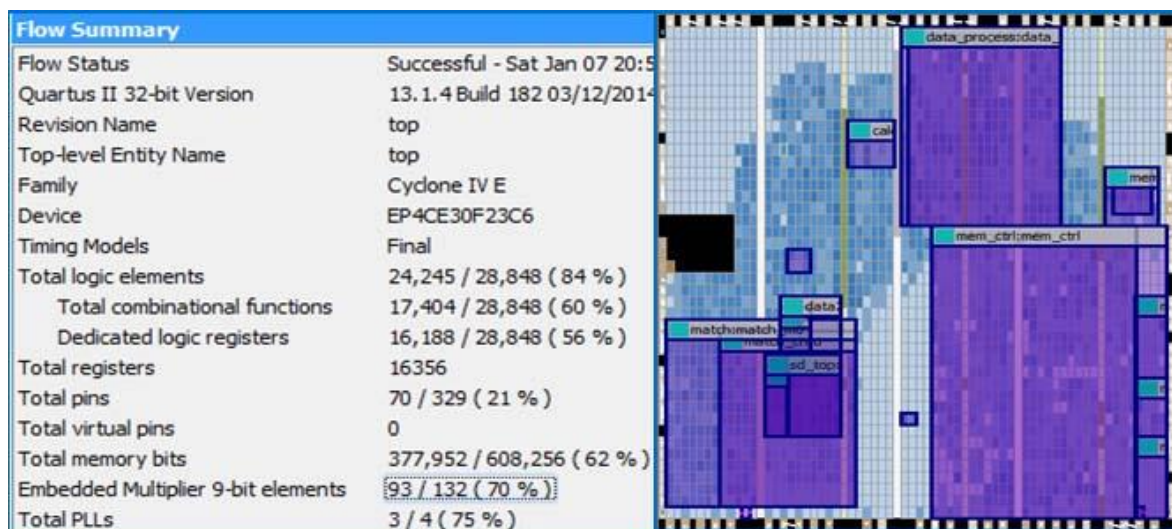 Flow Summary
Flow Status Successful - Sat Jan 07 20:5
Quartus II 32-bit Version 13.1.4 Build 182 03/12/2014
Revision Name top
Top-level Entity Name top
Family Cyclone IV E
Device EP4CE30F23C6
Timing Models Final
Total logic elements 24,245 / 28,848 ( 84 % )
Total combinational functions 17,404 / 28,848 ( 60 % )
Dedicated logic registers 16,188 / 28,848 ( 56 % )
Total registers 16356
Total pins 70 / 329 ( 21 % )
Total virtual pins 0
Total memory bits 377,952 / 608,256 ( 62 % )
Embedded Multiplier 9-bit elements 93 / 132 ( 70 % )
Total PLLs 3 / 4 ( 75 % )
data_process:data_
cal
mem
mem_ctrl:mem_ctrl
data2
match:match
sd_top: